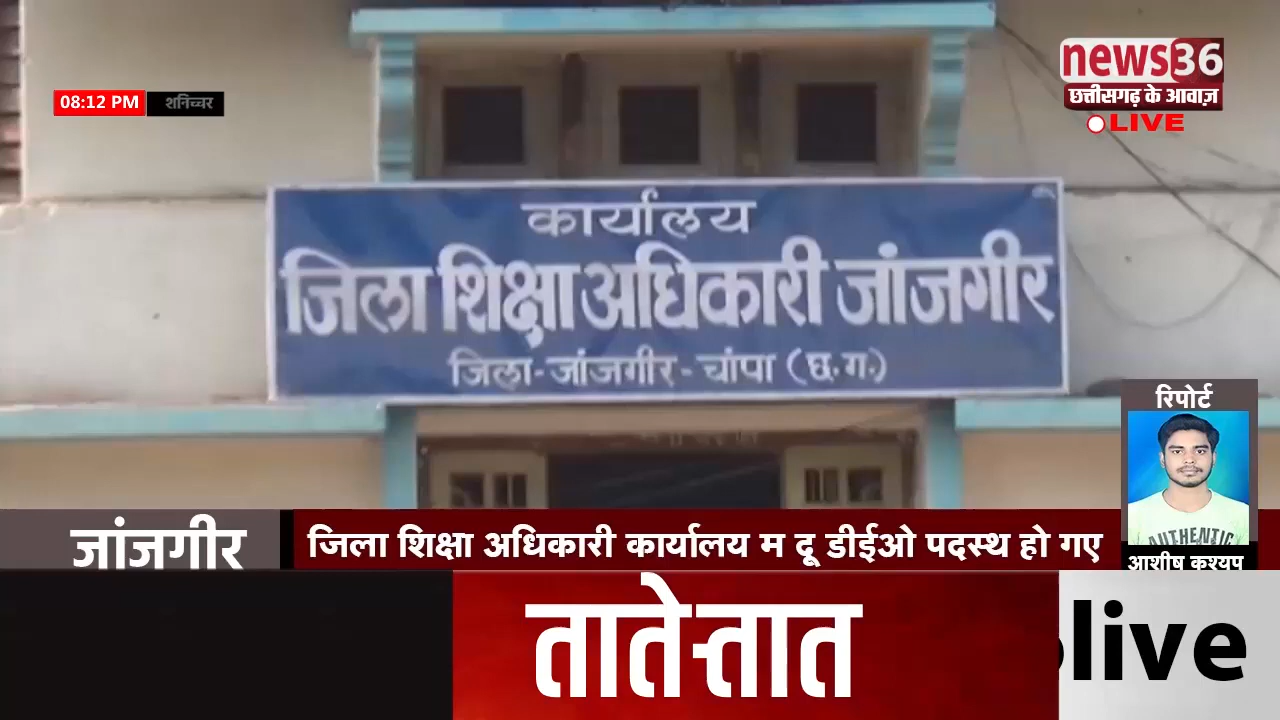 news36
छत्तीसगढ़ के आवाज़
LIVE
08:12 PM
शनिच्चर
कार्यालय
जिला शिक्षा अधिकारी जांजगीर
जिला-जांजगीर-चांपा (छ.ग.)
रिपोर्ट
AUTHENTIC
आशीष कश्यप
जांजगीर
जिला शिक्षा अधिकारी कार्यालय म दू डीईओ पदस्थ हो गए
ताते-तात
live